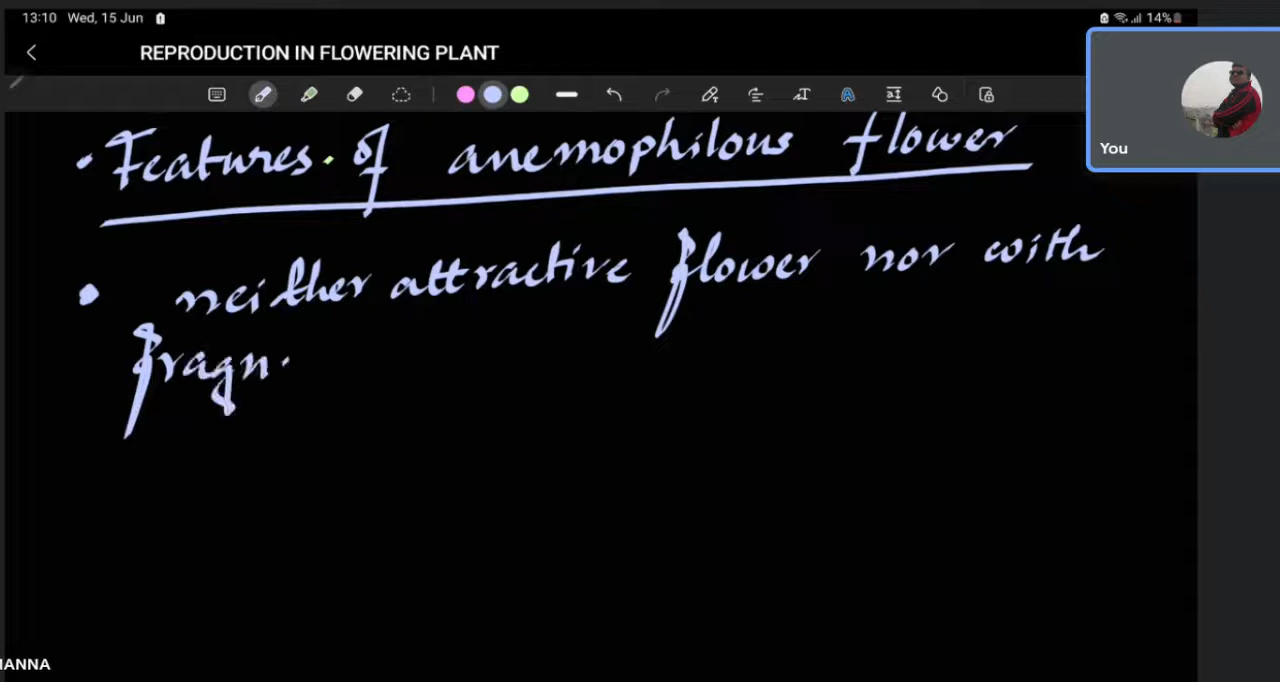 13:10 Wed, 15 Jun
14%
REPRODUCTION IN FLOWERING PLANT
You
• Features. of anemophilous flower
• neither attractive flower nor with
fragn.
IANNA